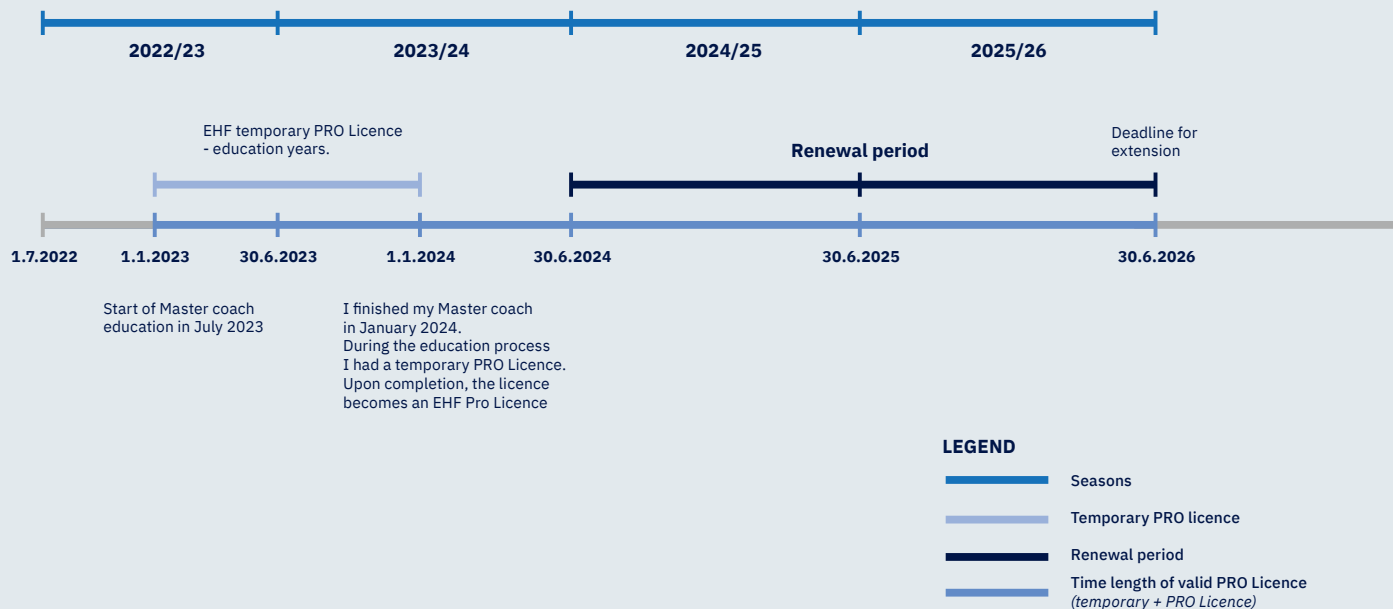 2022/23
2023/24
2024/25
2025/26
EHF temporary PRO Licence
- education years.
Renewal period
Deadline for
extension
1.7.2022
1.1.2023
30.6.2023
1.1.2024
30.6.2024
30.6.2025
30.6.2026
Start of Master coach
education in July 2023
I finished my Master coach
in January 2024.
During the education process
I had a temporary PRO Licence.
Upon completion, the licence
becomes an EHF Pro Licence
LEGEND
Seasons
Temporary PRO licence
Renewal period
Time length of valid PRO Licence
(temporary + PRO Licence)